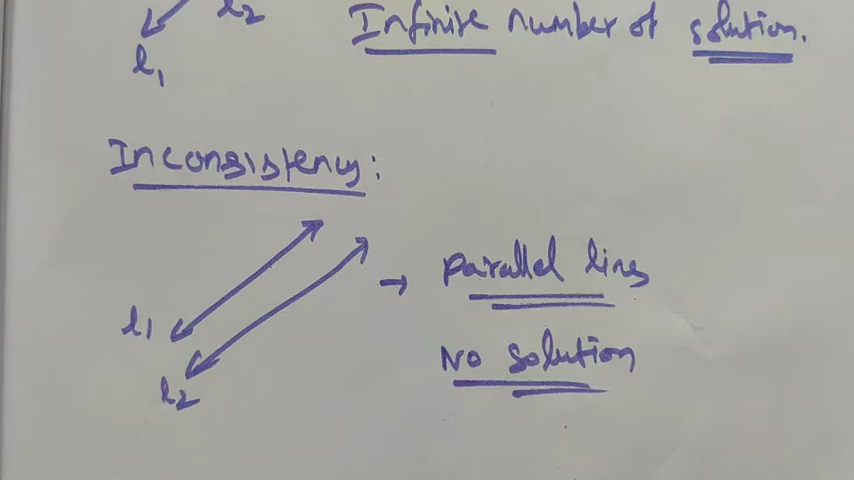 l2
Infinite number of solution.
l1
Inconsistency:
→ parallel lines
l1
No solution
l2